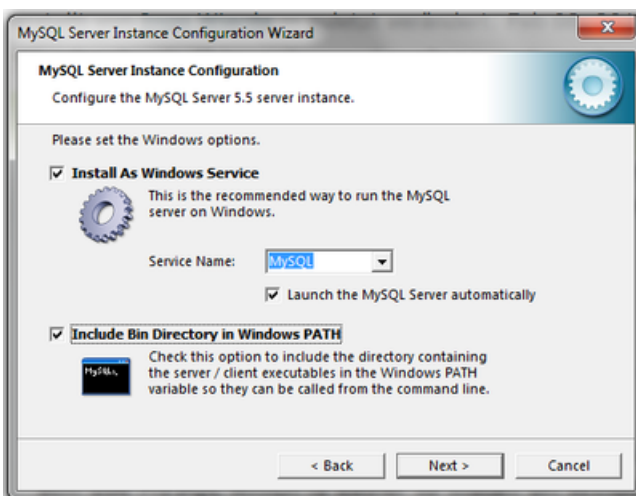 MySQL Server Instance Configuration Wizard
MySQL Server Instance Configuration
Configure the MySQL Server 5.5 server instance.
Please set the Windows options.
Install As Windows Service
This is the recommended way to run the MySQL
server on Windows.
Service Name: MySQL
Launch the MySQL Server automatically
Include Bin Directory in Windows PATH
Check this option to include the directory containing
the server / client executables in the Windows PATH
variable so they can be called from the command line.
< Back Next > Cancel